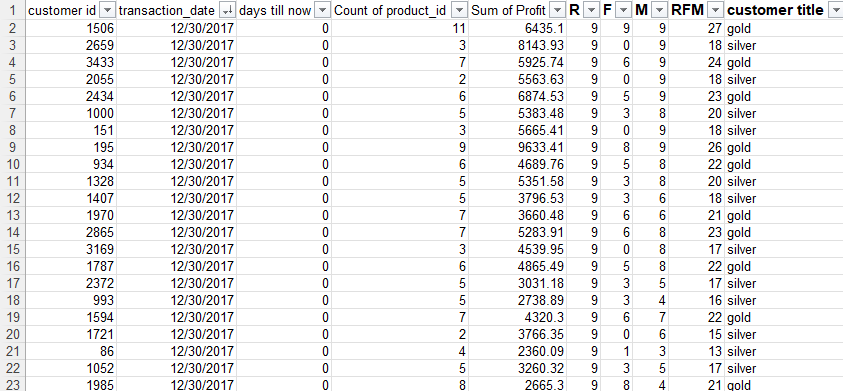 1 customer id transaction_date days till now Count of product_id Sum of Profit R F M RFM customer title
2 1506 12/30/2017 0 11 6435.1 9 9 9 27 gold
3 2659 12/30/2017 0 3 8143.93 9 0 9 18 silver
4 3433 12/30/2017 0 7 5925.74 9 6 9 24 gold
5 2055 12/30/2017 0 2 5563.63 9 0 9 18 silver
6 2434 12/30/2017 0 6 6874.53 9 5 9 23 gold
7 1000 12/30/2017 0 5 5383.48 9 3 8 20 silver
8 151 12/30/2017 0 3 5665.41 9 0 9 18 silver
9 195 12/30/2017 0 9 9633.41 9 8 9 26 gold
10 934 12/30/2017 0 6 4689.76 9 5 8 22 gold
11 1328 12/30/2017 0 5 5351.58 9 3 8 20 silver
12 1407 12/30/2017 0 5 3796.53 9 3 6 18 silver
13 1970 12/30/2017 0 7 3660.48 9 6 6 21 gold
14 2865 12/30/2017 0 7 5283.91 9 6 8 23 gold
15 3169 12/30/2017 0 3 4539.95 9 0 8 17 silver
16 1787 12/30/2017 0 6 4865.49 9 5 8 22 gold
17 2372 12/30/2017 0 5 3031.18 9 3 5 17 silver
18 993 12/30/2017 0 5 2738.89 9 3 4 16 silver
19 1594 12/30/2017 0 7 4320.3 9 6 7 22 gold
20 1721 12/30/2017 0 2 3766.35 9 0 6 15 silver
21 86 12/30/2017 0 4 2360.09 9 1 3 13 silver
22 1052 12/30/2017 0 5 3260.32 9 3 5 17 silver
23 1985 12/30/2017 0 8 2665.3 9 8 4 21 gold